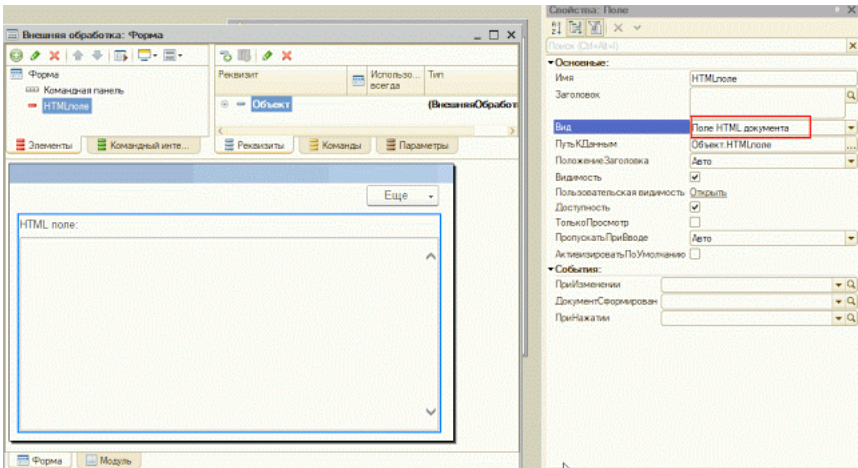 Внешняя обработка: Форма
Форма
Командная панель
HTMLполе
Элементы
Командный инте...
Реквизит
Использо...
всегда
Тип
Объект
(ВнешняяОбработ
Реквизиты
Команды
Параметры
Еще
HTML поле:
Форма
Модуль
Свойства: Поле
Поиск (Ctrl+Alt+I)
Основные:
Имя HTMLполе
Заголовок
Вид Поле HTML документа
ПутьКДанным Объект.HTMLполе
ПоложениеЗаголовка Авто
Видимость
Пользовательская видимость Открыть
Доступность
ТолькоПросмотр
ПропускатьПриВводе Авто
АктивизироватьПоУмолчанию
События:
ПриИзменении
ДокументСформирован
ПриНажатии